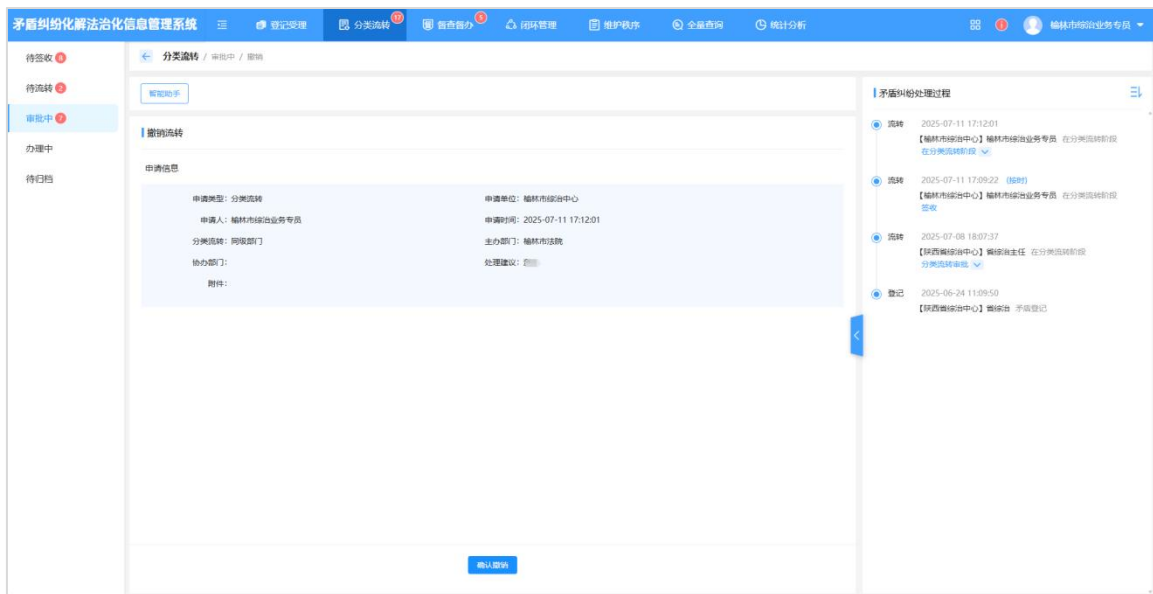 矛盾纠纷化解法治化信息管理系统
登记受理
分类流转 17
督查督办 5
闭环管理
维护秩序
全量查询
统计分析
榆林市综治业务专员
待签收
待流转
审批中
办理中
待归档
分类流转 / 审批中 / 撤销
智能助手
撤销流转
申请信息
申请类型：分类流转
申请单位：榆林市综治中心
申请人：榆林市综治业务专员
申请时间：2025-07-11 17:12:01
分类流转：同级部门
主办部门：榆林市法院
协办部门：
处理建议：
附件：
确认撤销
矛盾纠纷处理过程
流转 2025-07-11 17:12:01
【榆林市综治中心】榆林市综治业务专员 在分类流转阶段
在分类流转阶段
流转 2025-07-11 17:09:22 (按时)
【榆林市综治中心】榆林市综治业务专员 在分类流转阶段
签收
流转 2025-07-08 18:07:37
【陕西省综治中心】省综治主任 在分类流转阶段
分类流转审批
登记 2025-06-24 11:09:50
【陕西省综治中心】省综治 矛盾登记